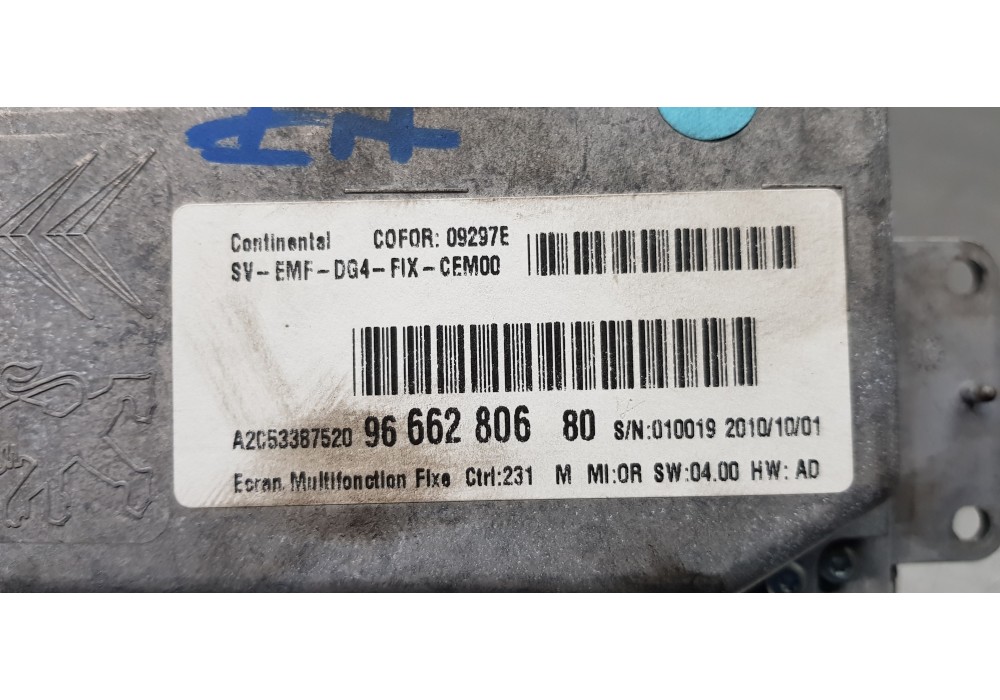 Continental COFOR: 09297E
SV-EMF-DG4-FIX-CEM00
A2C53387520 96 662 806 80 S/N:010019 2010/10/01
Ecran Multifonction Fixe Ctrl:231 M MI:OR SW:04.00 HW: AD